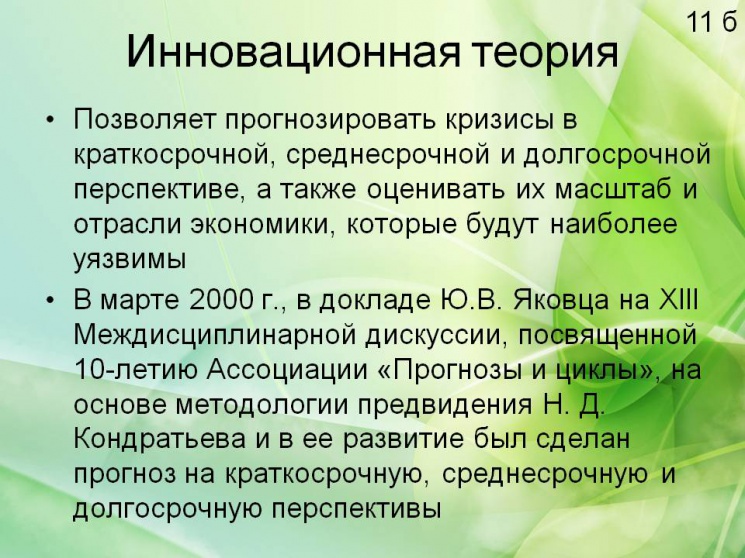 11 б
Инновационная теория
• Позволяет прогнозировать кризисы в
краткосрочной, среднесрочной и долгосрочной
перспективе, а также оценивать их масштаб и
отрасли экономики, которые будут наиболее
уязвимы
• В марте 2000 г., в докладе Ю.В. Яковца на XIII
Междисциплинарной дискуссии, посвященной
10-летию Ассоциации «Прогнозы и циклы», на
основе методологии предвидения Н. Д.
Кондратьева и в ее развитие был сделан
прогноз на краткосрочную, среднесрочную и
долгосрочную перспективы